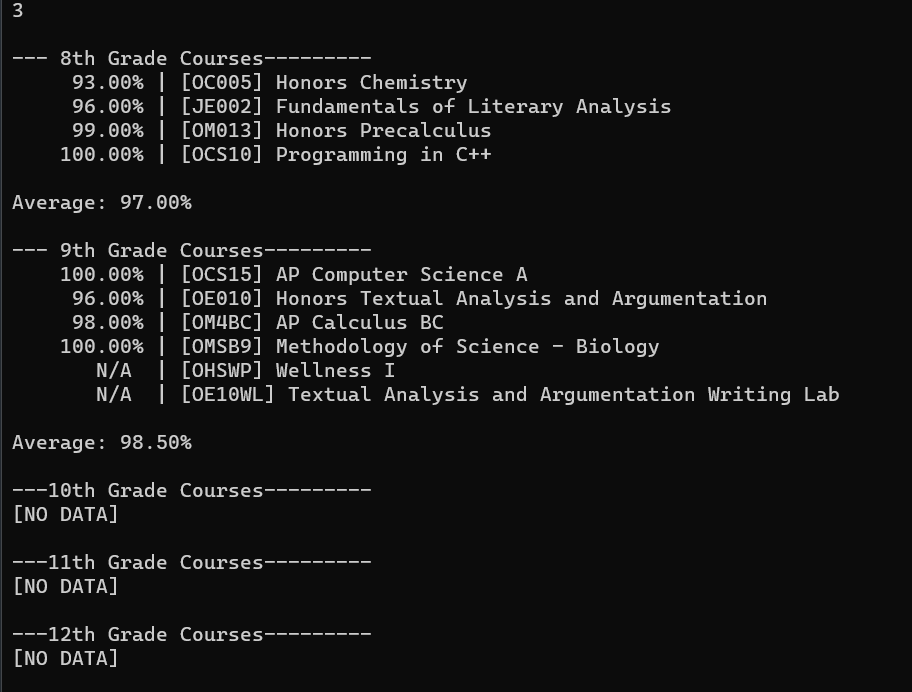 3
--- 8th Grade Courses---------
93.00% | [OC005] Honors Chemistry
96.00% | [JE002] Fundamentals of Literary Analysis
99.00% | [OM013] Honors Precalculus
100.00% | [OCS10] Programming in C++
Average: 97.00%
--- 9th Grade Courses---------
100.00% | [OCS15] AP Computer Science A
96.00% | [OE010] Honors Textual Analysis and Argumentation
98.00% | [OM4BC] AP Calculus BC
100.00% | [OMSB9] Methodology of Science - Biology
N/A | [OHSWP] Wellness I
N/A | [OE10WL] Textual Analysis and Argumentation Writing Lab
Average: 98.50%
---10th Grade Courses---------
[NO DATA]
---11th Grade Courses---------
[NO DATA]
---12th Grade Courses---------
[NO DATA]